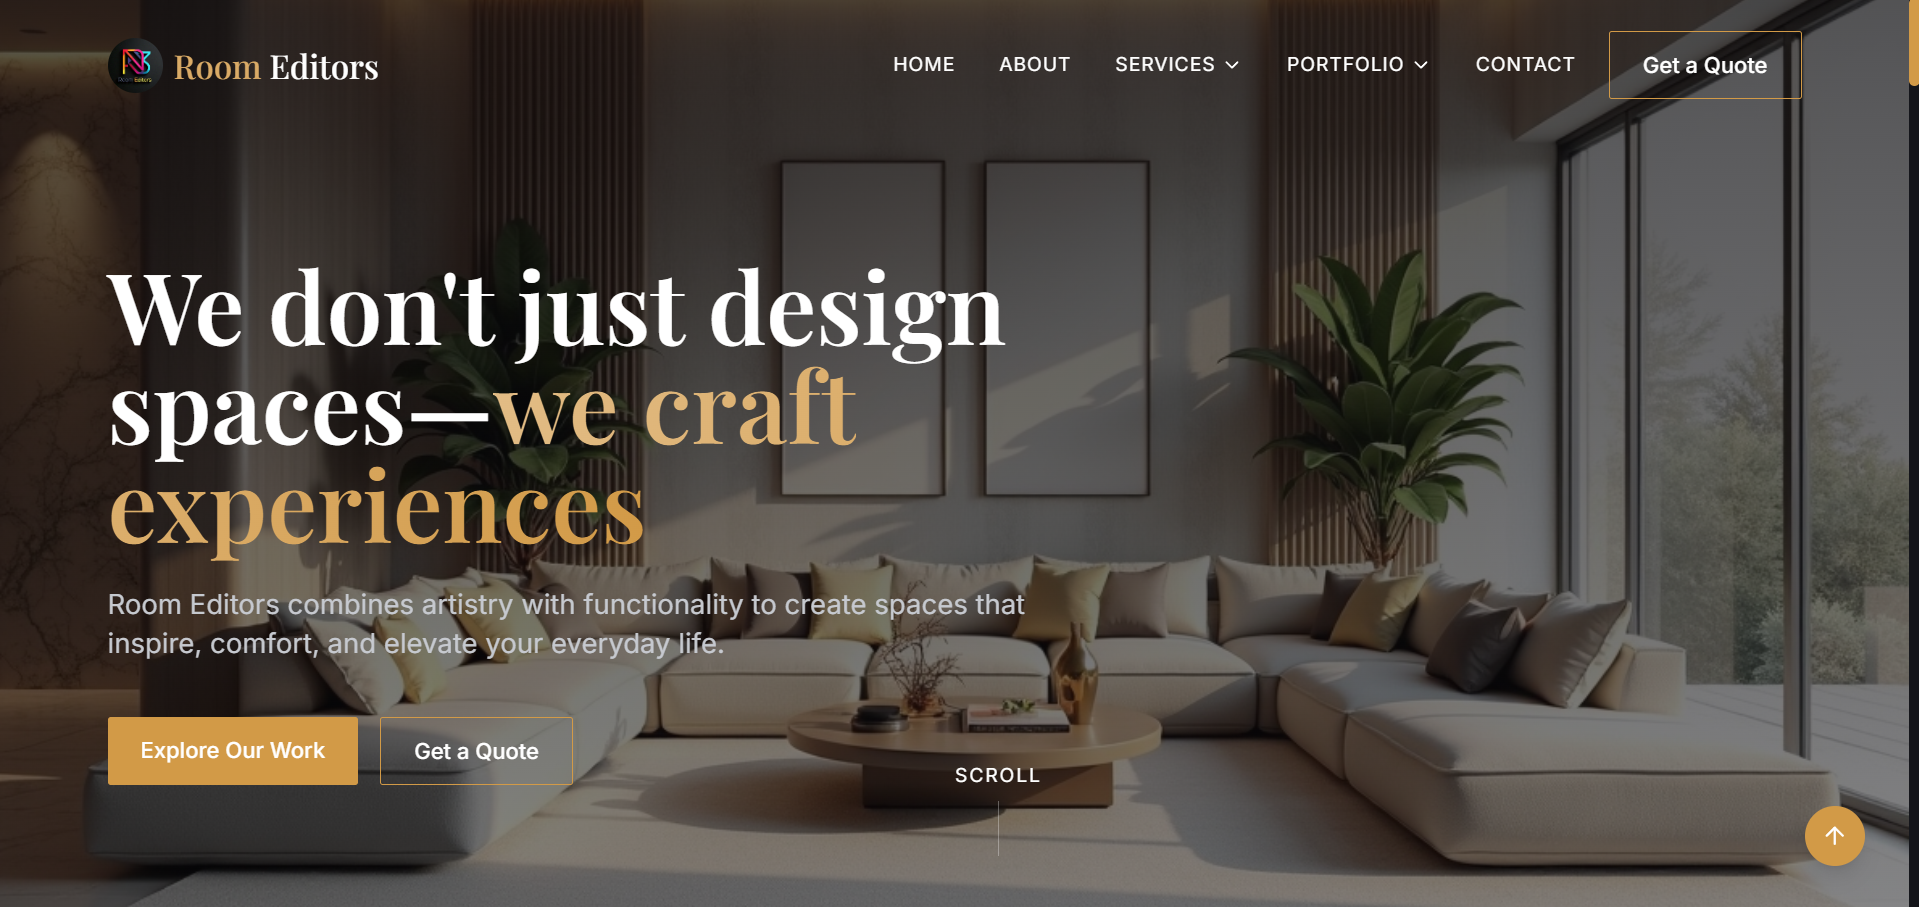 Room Editors
HOME ABOUT SERVICES PORTFOLIO CONTACT Get a Quote
We don't just design
spaces—we craft
experiences
Room Editors combines artistry with functionality to create spaces that
inspire, comfort, and elevate your everyday life.
Explore Our Work Get a Quote
SCROLL